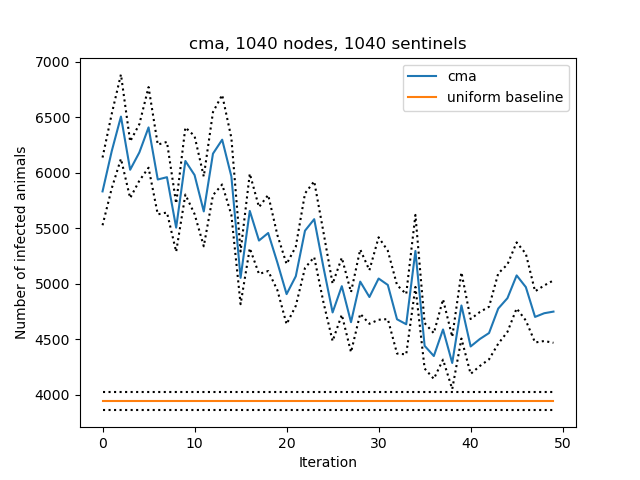 cma, 1040 nodes, 1040 sentinels
cma
uniform baseline
Number of infected animals
7000
6500
6000
5500
5000
4500
4000
0 10 20 30 40 50
Iteration